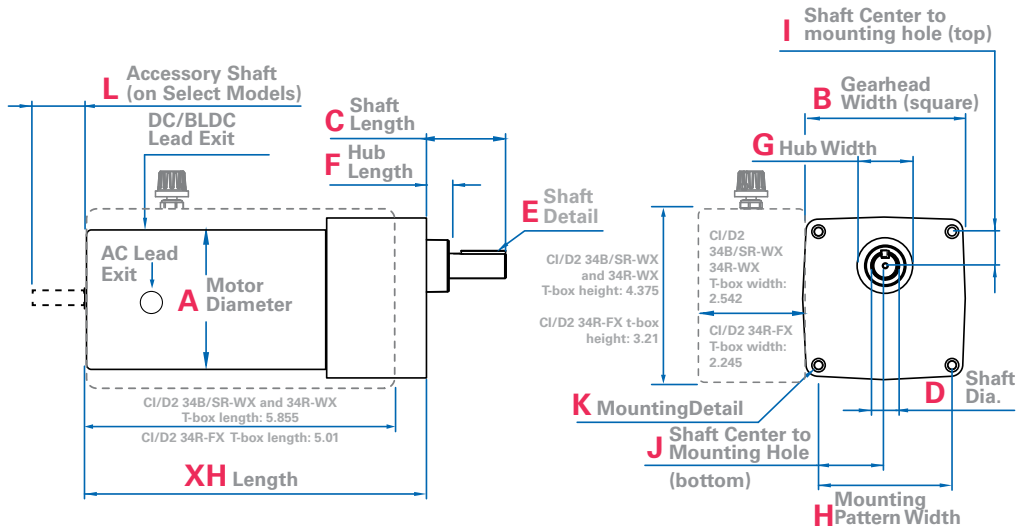 L Accessory Shaft
(on Select Models)
DC/BLDC
Lead Exit
C Shaft
Length
F Hub
Length
E Shaft
Detail
AC Lead
Exit
A Motor
Diameter
CI/D2 34B/SR-WX and 34R-WX
T-box length: 5.855
CI/D2 34R-FX T-box length: 5.01
XH Length
I Shaft Center to
mounting hole (top)
B Gearhead
Width (square)
G Hub Width
CI/D2 34B/SR-WX
and 34R-WX
T-box height: 4.375
CI/D2 34R-FX t-box
height: 3.21
CI/D2
34B/SR-WX
34R-WX
T-box width:
2.542
CI/D2 34R-FX
T-box width:
2.245
D Shaft
Dia.
K MountingDetail
J Shaft Center to
Mounting Hole
(bottom)
H Mounting
Pattern Width